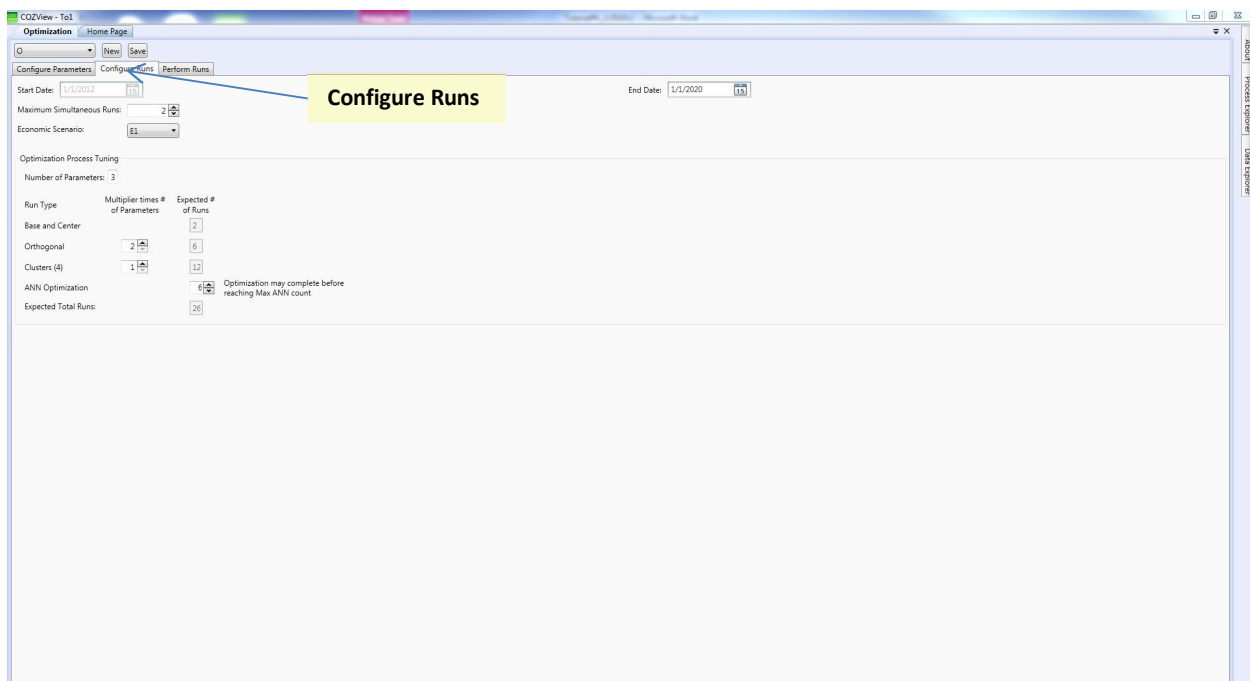 COZView - To1
Optimization Home Page
O New Save
Configure Parameters Configure Runs Perform Runs
Configure Runs
Start Date: 1/1/2012 15 End Date: 1/1/2020 15
Maximum Simultaneous Runs: 2
Economic Scenario: E1
Optimization Process Tuning
Number of Parameters: 3
Run Type Multiplier times # of Parameters Expected # of Runs
Base and Center 2
Orthogonal 2 6
Clusters (4) 1 12
ANN Optimization 6 Optimization may complete before
reaching Max ANN count
Expected Total Runs: 26
About
Process Explorer
Data Explorer